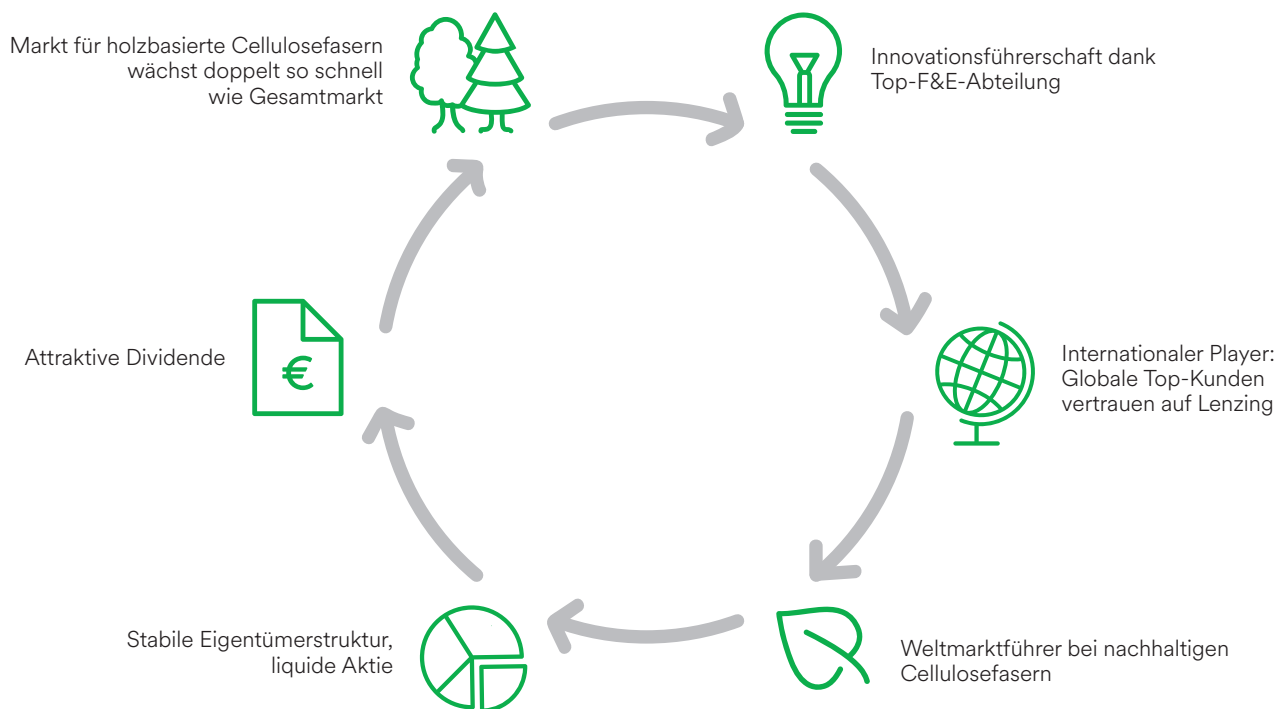 Markt für holzbasierte Cellulosefasern
wächst doppelt so schnell
wie Gesamtmarkt
Innovationsführerschaft dank
Top-F&E-Abteilung
Internationaler Player:
Globale Top-Kunden
vertrauen auf Lenzing
Weltmarktführer bei nachhaltigen
Cellulosefasern
Stabile Eigentümerstruktur,
liquide Aktie
Attraktive Dividende
€